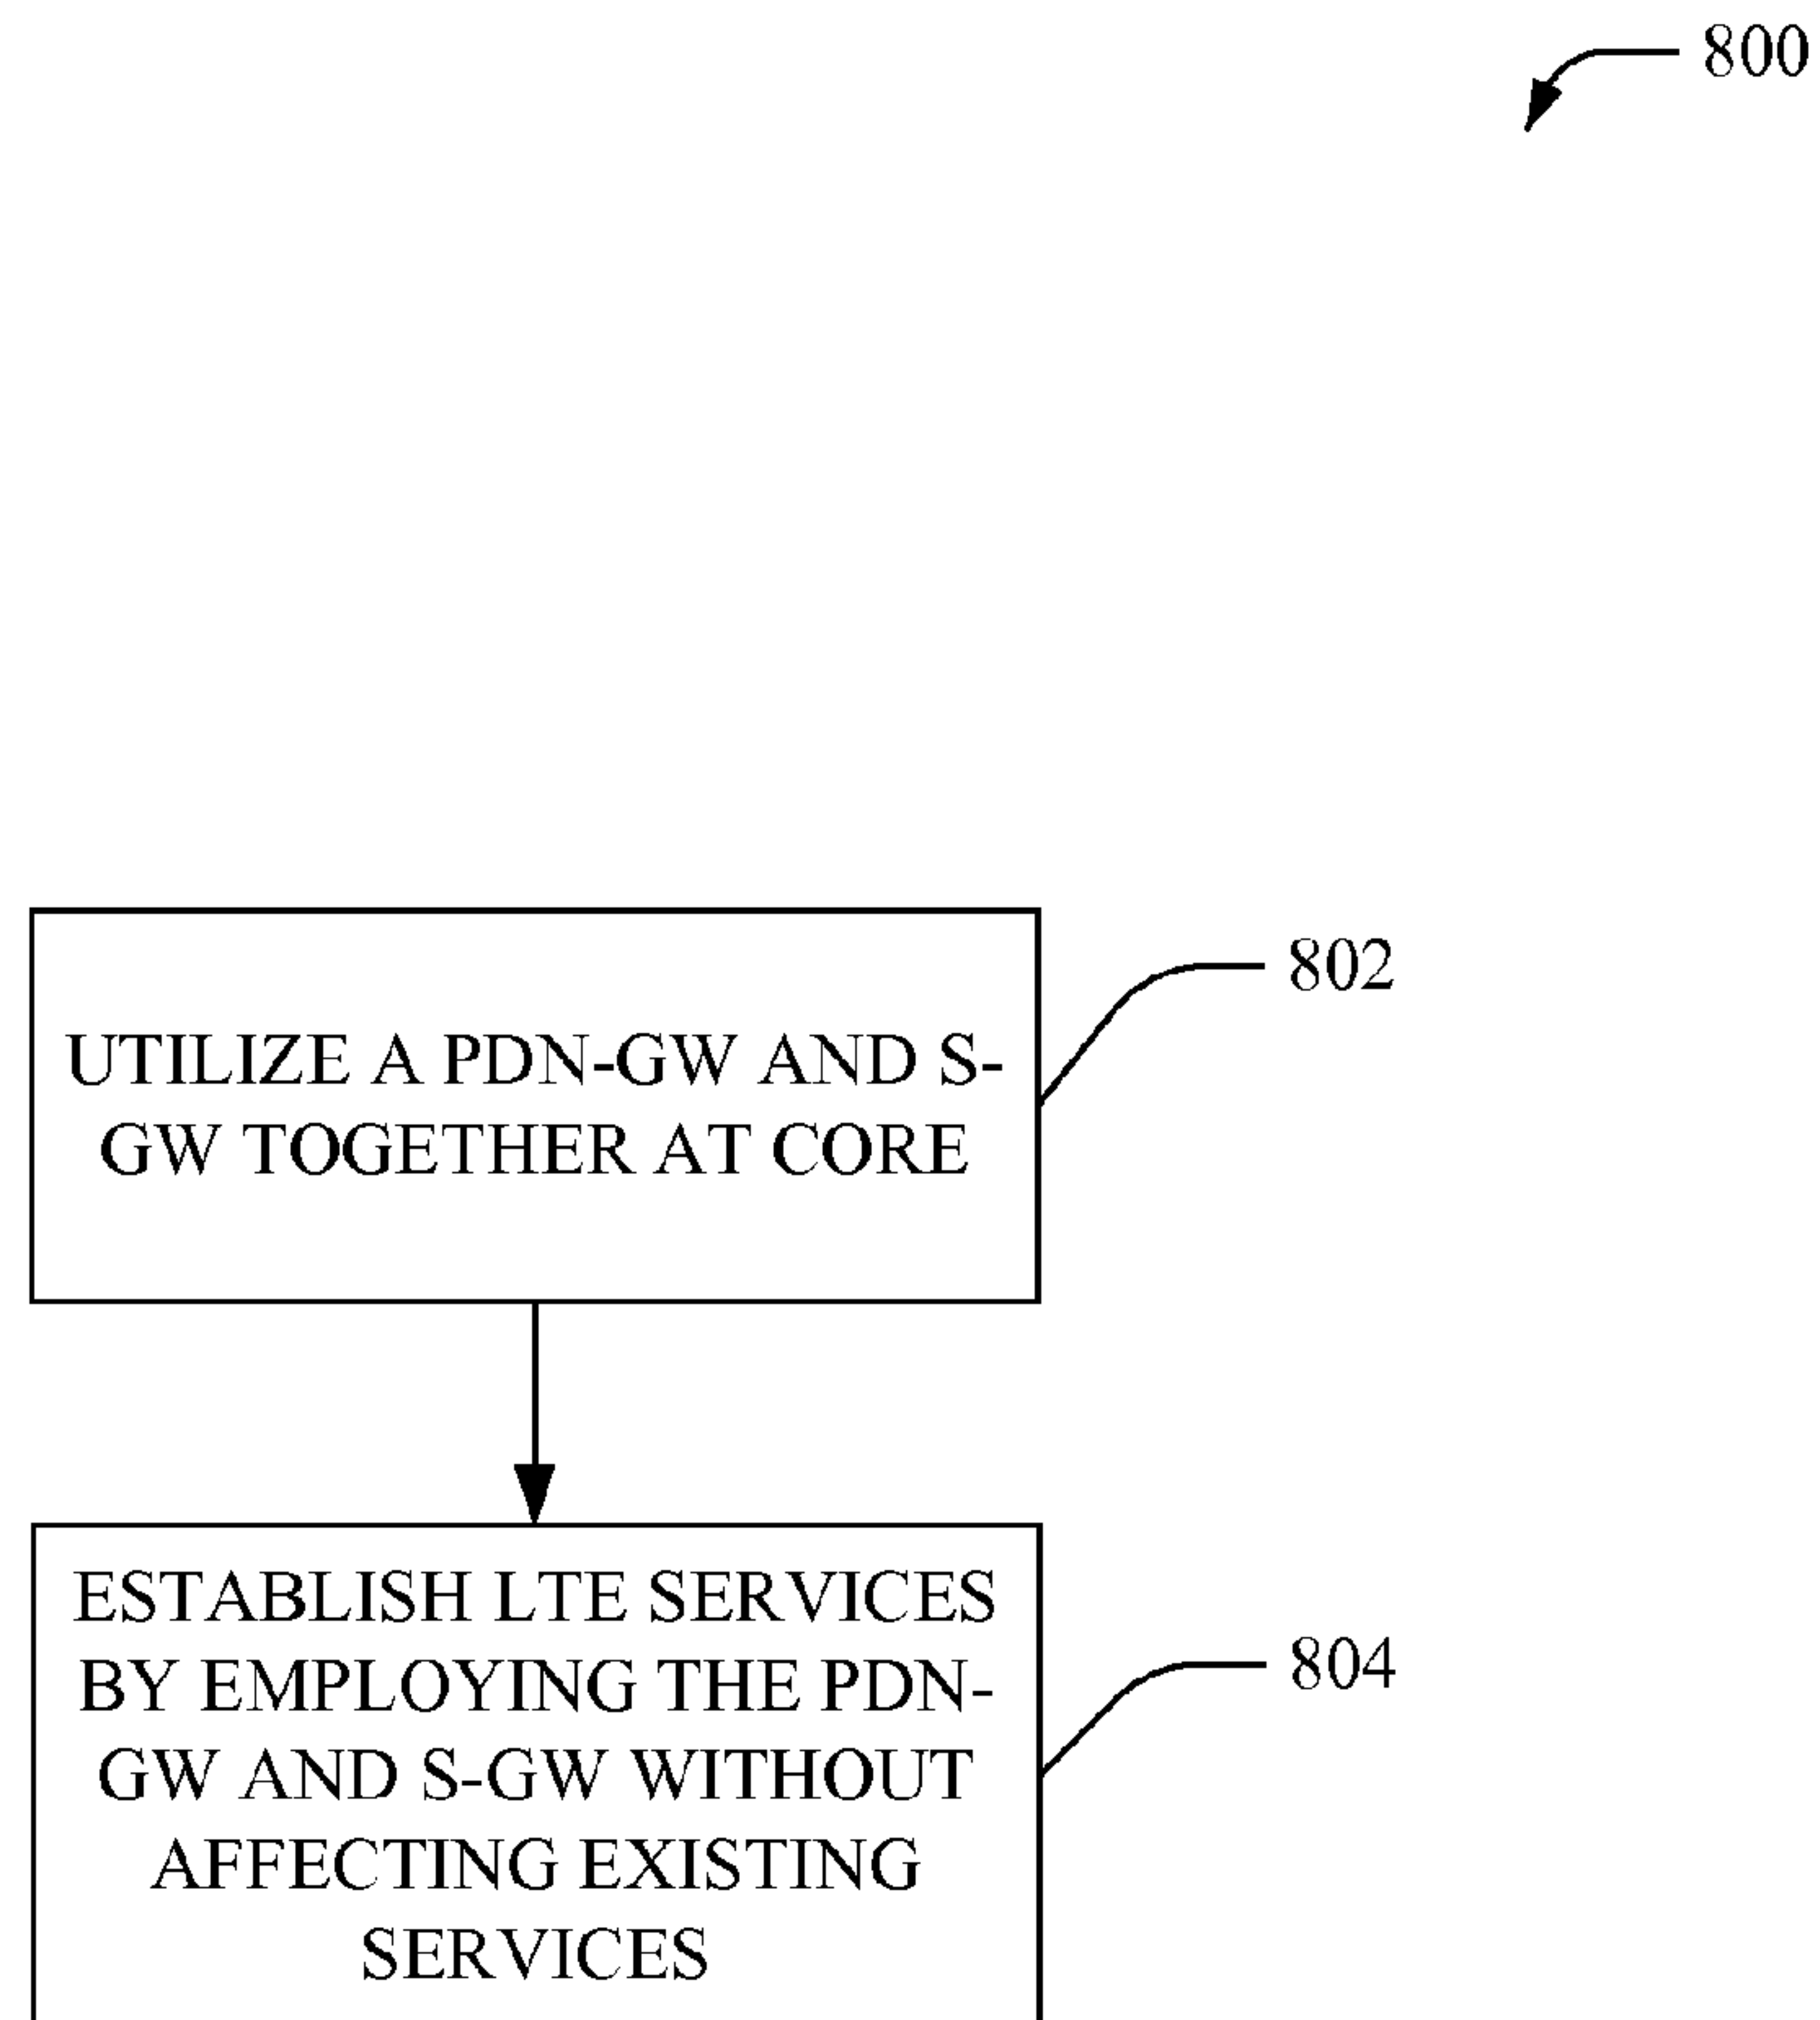 800
802
UTILIZE A PDN-GW AND S-
GW TOGETHER AT CORE
ESTABLISH LTE SERVICES
BY EMPLOYING THE PDN-
804
GW AND S-GW WITHOUT
AFFECTING EXISTING
SERVICES